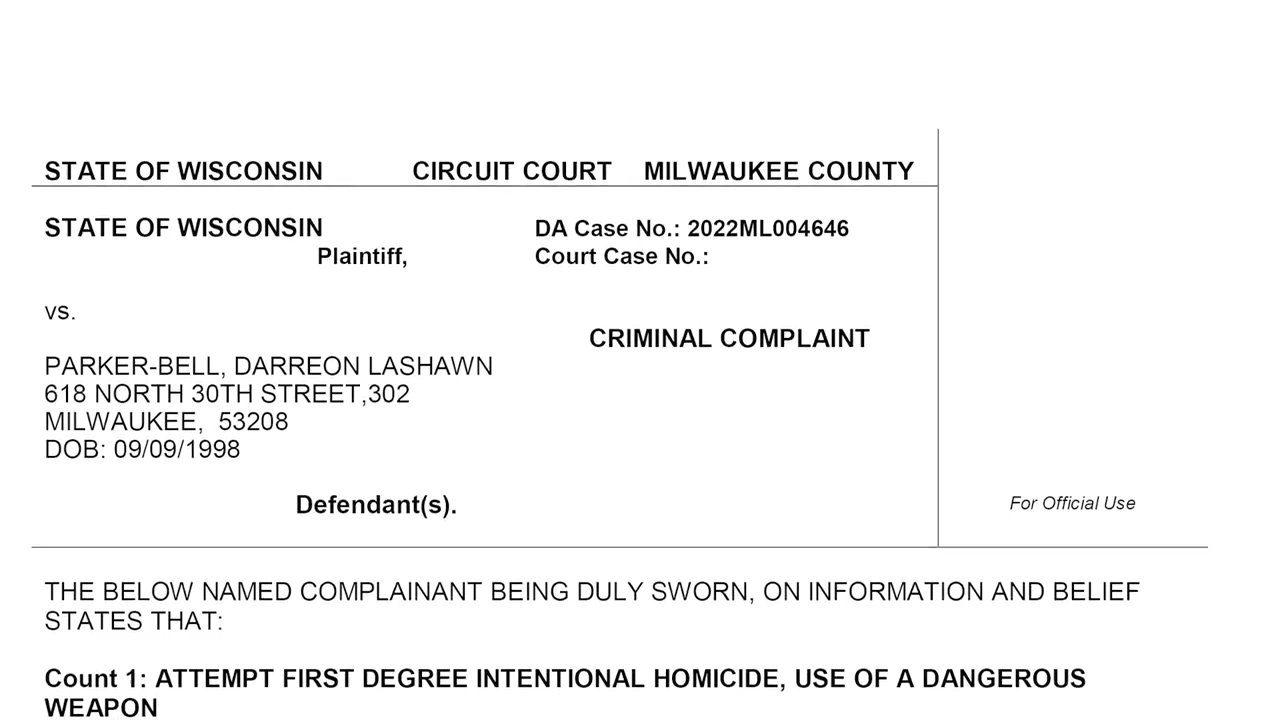 STATE OF WISCONSIN CIRCUIT COURT MILWAUKEE COUNTY
STATE OF WISCONSIN DA Case No.: 2022ML004646
Plaintiff, Court Case No.:
vs.
CRIMINAL COMPLAINT
PARKER-BELL, DARREON LASHAWN
618 NORTH 30TH STREET,302
MILWAUKEE, 53208
DOB: 09/09/1998
Defendant(s).
For Official Use
THE BELOW NAMED COMPLAINANT BEING DULY SWORN, ON INFORMATION AND BELIEF
STATES THAT:
Count 1: ATTEMPT FIRST DEGREE INTENTIONAL HOMICIDE, USE OF A DANGEROUS
WEAPON